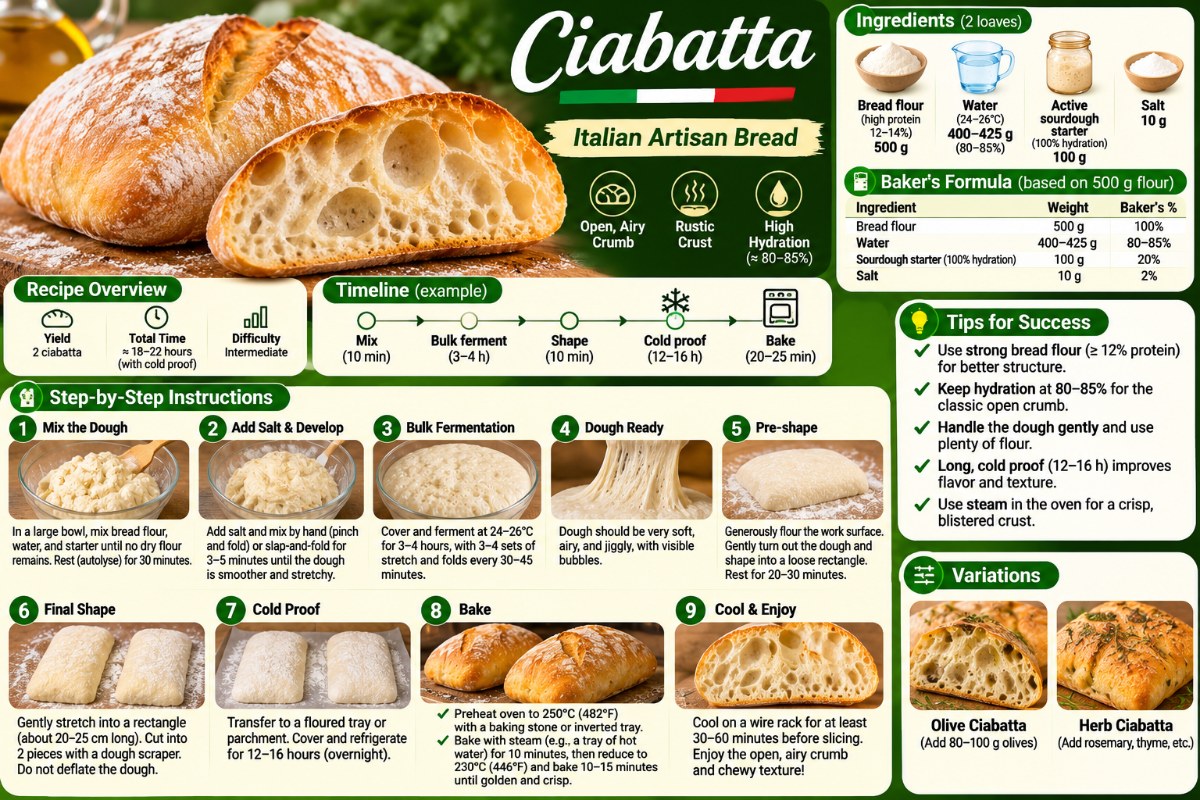 Ciabatta
Italian Artisan Bread
Open, Airy
Crumb
Rustic
Crust
High
Hydration
(≈ 80–85%)
Ingredients (2 loaves)
Bread flour
(high protein
12–14%)
500 g
Water
(24–26°C)
400–425 g
(80–85%)
Active
sourdough
starter
(100% hydration)
100 g
Salt
10 g
Baker's Formula (based on 500 g flour)
Ingredient Weight Baker's %
Bread flour 500 g 100%
Water 400–425 g 80–85%
Sourdough starter (100% hydration) 100 g 20%
Salt 10 g 2%
Recipe Overview
Yield
2 ciabatta
Total Time
≈ 18–22 hours
(with cold proof)
Difficulty
Intermediate
Timeline (example)
Mix
(10 min)
Bulk ferment
(3–4 h)
Shape
(10 min)
Cold proof
(12–16 h)
Bake
(20–25 min)
Tips for Success
Use strong bread flour (≥ 12% protein)
for better structure.
Keep hydration at 80–85% for the
classic open crumb.
Handle the dough gently and use
plenty of flour.
Long, cold proof (12–16 h) improves
flavor and texture.
Use steam in the oven for a crisp,
blistered crust.
Step-by-Step Instructions
1 Mix the Dough
In a large bowl, mix bread flour,
water, and starter until no dry flour
remains. Rest (autolyse) for 30 minutes.
2 Add Salt & Develop
Add salt and mix by hand (pinch
and fold) or slap-and-fold for
3–5 minutes until the dough
is smoother and stretchy.
3 Bulk Fermentation
Cover and ferment at 24–26°C
for 3–4 hours, with 3–4 sets of
stretch and folds every 30–45
minutes.
4 Dough Ready
Dough should be very soft,
airy, and jiggly, with visible
bubbles.
5 Pre-shape
Generously flour the work surface.
Gently turn out the dough and
shape into a loose rectangle.
Rest for 20–30 minutes.
6 Final Shape
Gently stretch into a rectangle
(about 20–25 cm long). Cut into
2 pieces with a dough scraper.
Do not deflate the dough.
7 Cold Proof
Transfer to a floured tray or
parchment. Cover and refrigerate
for 12–16 hours (overnight).
8 Bake
Preheat oven to 250°C (482°F)
with a baking stone or inverted tray.
Bake with steam (e.g., a tray of hot
water) for 10 minutes, then reduce to
230°C (446°F) and bake 10–15 minutes
until golden and crisp.
9 Cool & Enjoy
Cool on a wire rack for at least
30–60 minutes before slicing.
Enjoy the open, airy crumb
and chewy texture!
Variations
Olive Ciabatta
(Add 80–100 g olives)
Herb Ciabatta
(Add rosemary, thyme, etc.)